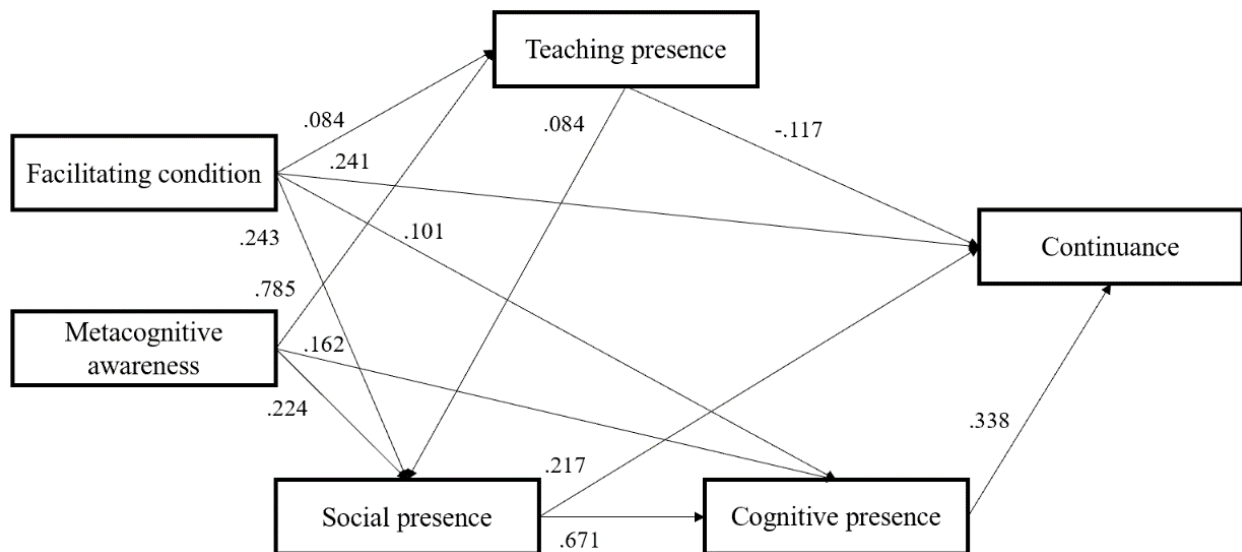 Teaching presence
.084
.084
-.117
Facilitating condition
.241
.243
.101
Continuance
.785
Metacognitive
awareness
.162
.224
.338
.217
Social presence
Cognitive presence
.671